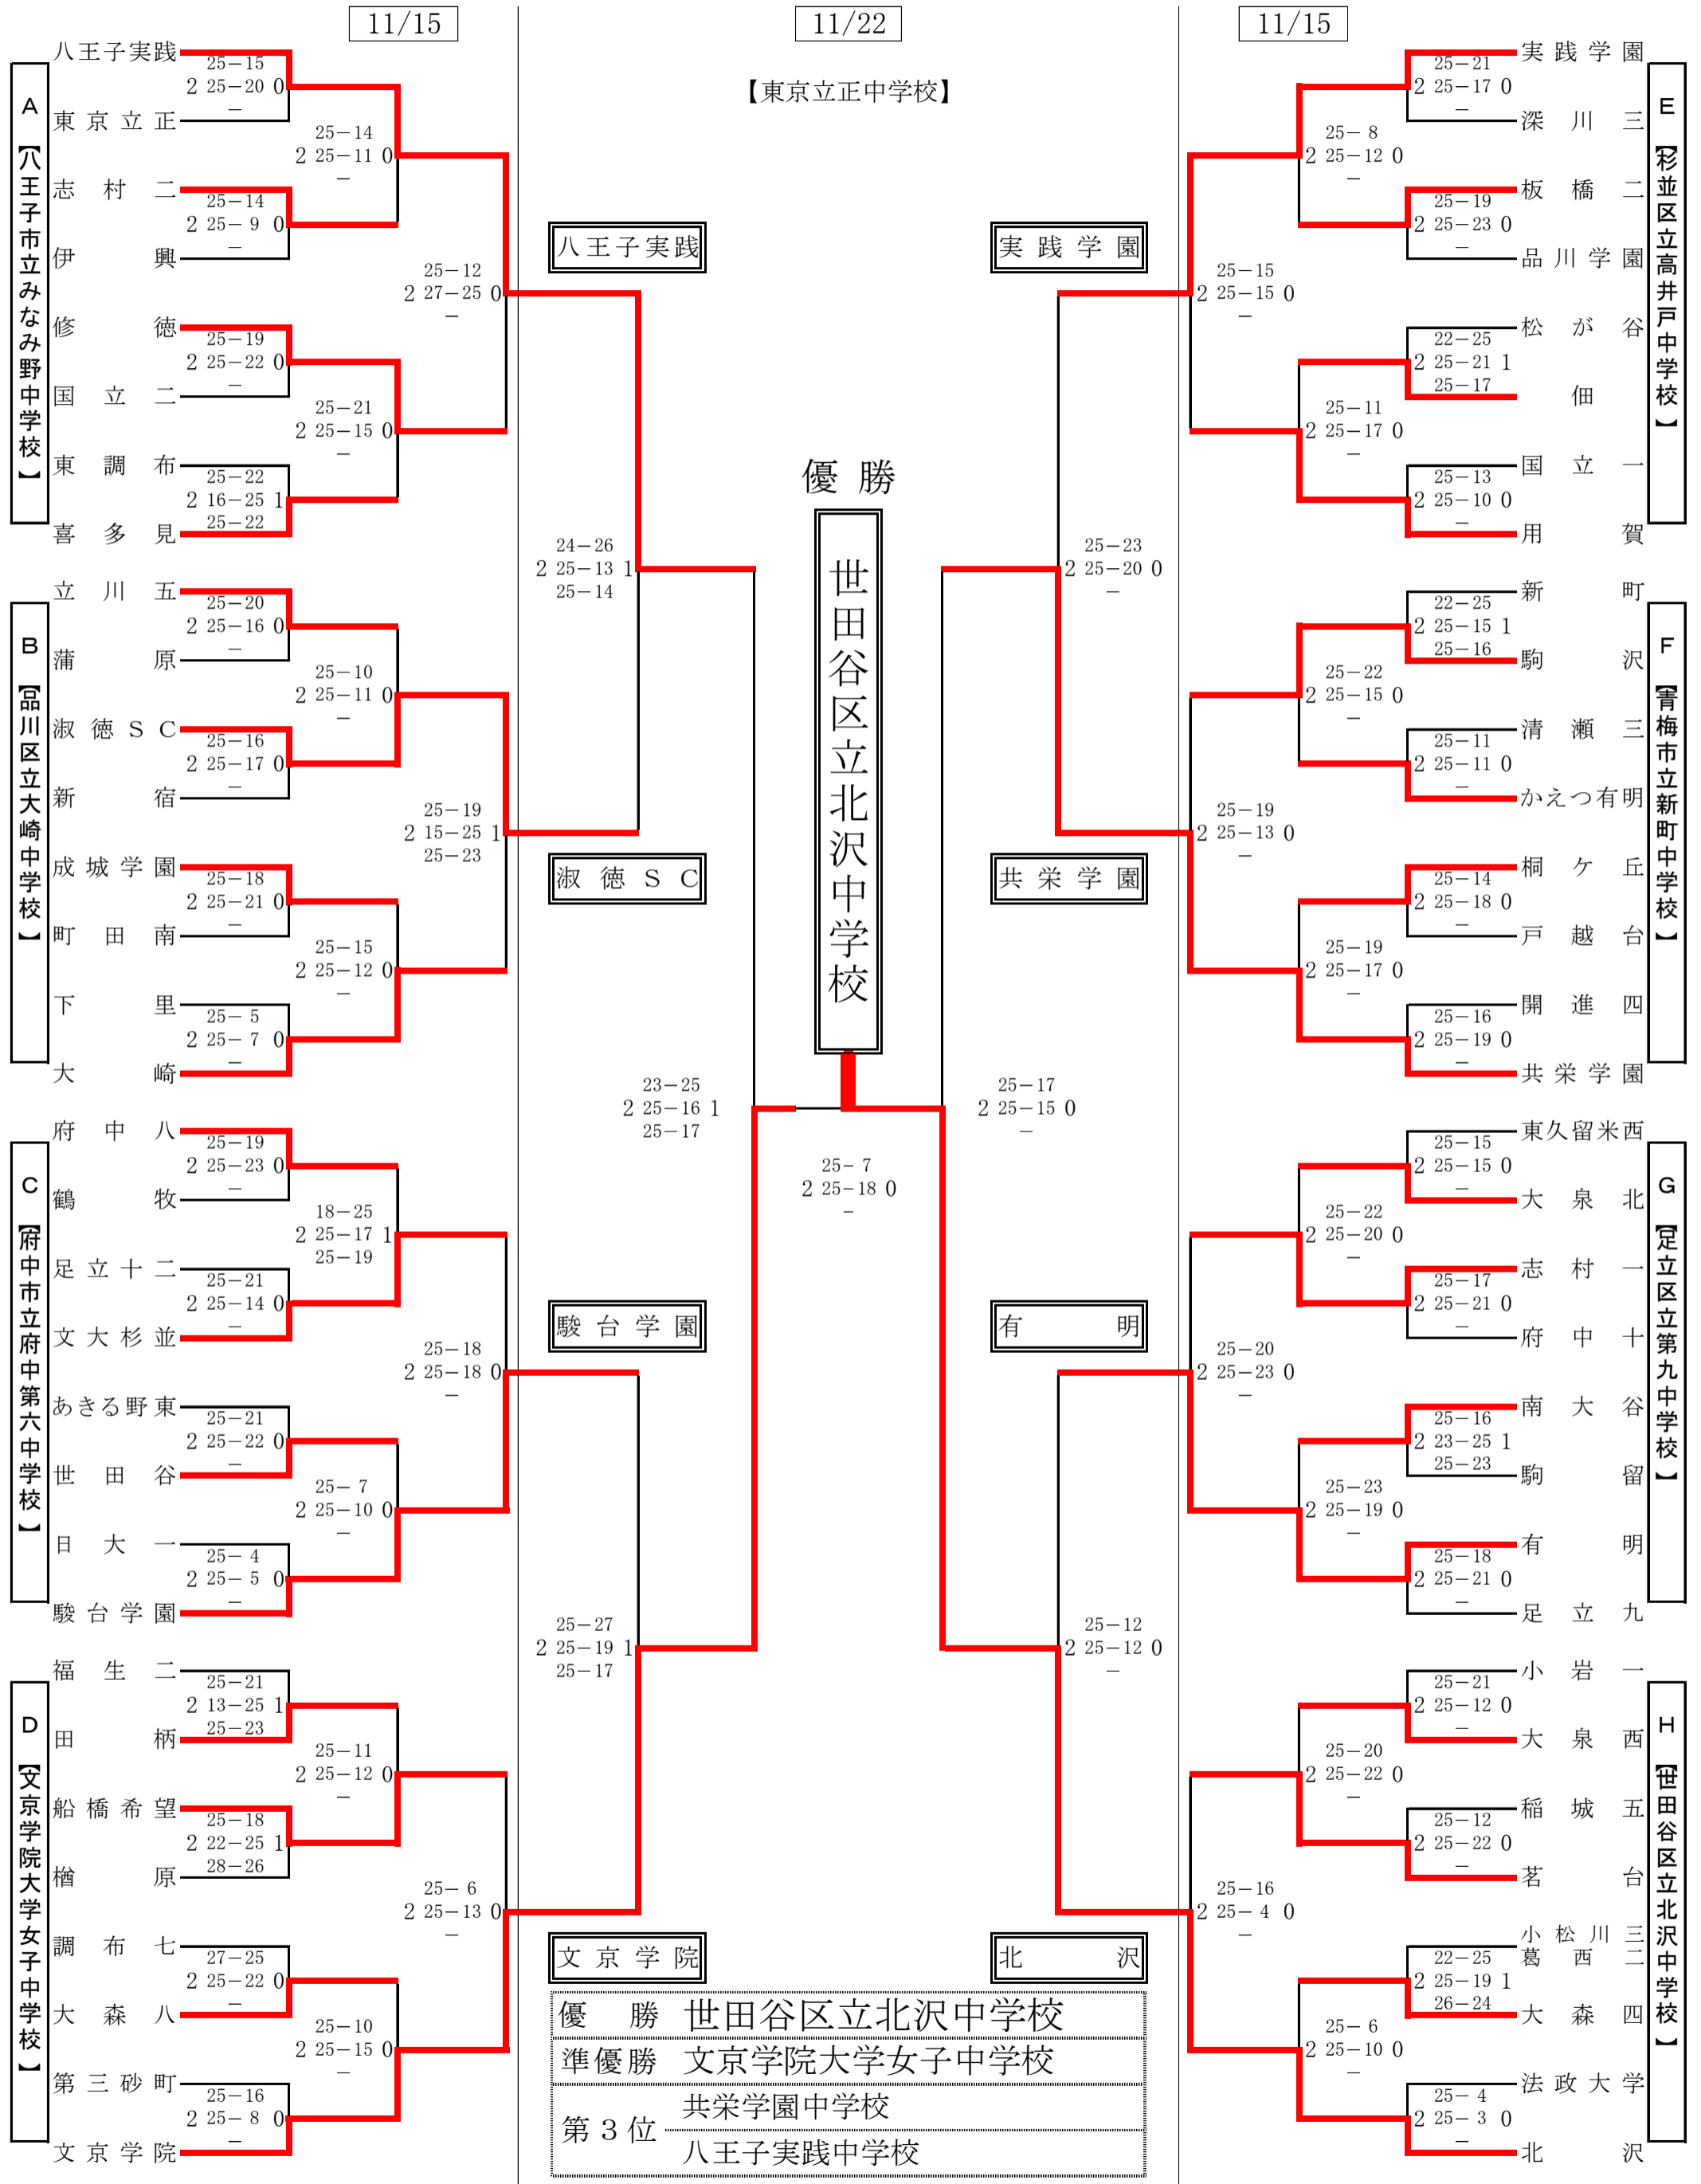 11/15
11/22
11/15
【東京立正中学校】
A 【八王子市立みなみ野中学校】
八王子実践
25－15
2 25－20 0
－
東京立正
25－14
2 25－11 0
－
志村二
25－14
2 25－9 0
－
伊興
25－12
2 27－25 0
－
修徳
25－19
2 25－22 0
－
国立二
25－21
2 25－15 0
－
東調布
25－22
2 16－25 1
25－22
喜多見
B 【品川区立大崎中学校】
立川五
25－20
2 25－16 0
－
蒲原
25－10
2 25－11 0
－
淑徳SC
25－16
2 25－17 0
－
新宿
25－19
2 15－25 1
25－23
成城学園
25－18
2 25－21 0
－
町田南
25－15
2 25－12 0
－
下里
25－5
2 25－7 0
－
大崎
C 【府中市立府中第六中学校】
府中八
25－19
2 25－23 0
－
鶴牧
18－25
2 25－17 1
25－19
足立十二
25－21
2 25－14 0
－
文大杉並
25－18
2 25－18 0
－
あきる野東
25－21
2 25－22 0
－
世田谷
25－7
2 25－10 0
－
日大一
25－4
2 25－5 0
－
駿台学園
D 【文京学院大学女子中学校】
福生二
25－21
2 13－25 1
25－23
田柄
25－11
2 25－12 0
－
船橋希望
25－18
2 22－25 1
28－26
楢原
25－6
2 25－13 0
－
調布七
27－25
2 25－22 0
－
大森八
25－10
2 25－15 0
－
第三砂町
25－16
2 25－8 0
－
文京学院
八王子実践
24－26
2 25－13 1
25－14
淑徳SC
23－25
2 25－16 1
25－17
駿台学園
25－27
2 25－19 1
25－17
文京学院
優勝
世田谷区立北沢中学校
25－7
2 25－18 0
－
実践学園
25－23
2 25－20 0
－
共栄学園
25－17
2 25－15 0
－
有明
25－12
2 25－12 0
－
北沢
E 【杉並区立高井戸中学校】
実践学園
25－21
2 25－17 0
－
深川三
25－8
2 25－12 0
－
板橋二
25－19
2 25－23 0
－
品川学園
25－15
2 25－15 0
－
松が谷
22－25
2 25－21 1
25－17
佃
25－11
2 25－17 0
－
国立一
25－13
2 25－10 0
－
用賀
F 【青梅市立新町中学校】
新町
22－25
2 25－15 1
25－16
駒沢
25－22
2 25－15 0
－
清瀬三
25－11
2 25－11 0
－
かえつ有明
25－19
2 25－13 0
－
桐ケ丘
25－14
2 25－18 0
－
戸越台
25－19
2 25－17 0
－
開進四
25－16
2 25－19 0
－
共栄学園
G 【足立区立第九中学校】
東久留米西
25－15
2 25－15 0
－
大泉北
25－22
2 25－20 0
－
志村一
25－17
2 25－21 0
－
府中十
25－20
2 25－23 0
－
南大谷
25－16
2 23－25 1
25－23
駒留
25－23
2 25－19 0
－
有明
25－18
2 25－21 0
－
足立九
H 【世田谷区立北沢中学校】
小岩一
25－21
2 25－12 0
－
大泉西
25－20
2 25－22 0
－
稲城五
25－12
2 25－22 0
－
茗台
25－16
2 25－4 0
－
小松川三
葛西二
22－25
2 25－19 1
26－24
大森四
25－6
2 25－10 0
－
法政大学
25－4
2 25－3 0
－
北沢
優勝 世田谷区立北沢中学校
準優勝 文京学院大学女子中学校
第3位 共栄学園中学校
八王子実践中学校